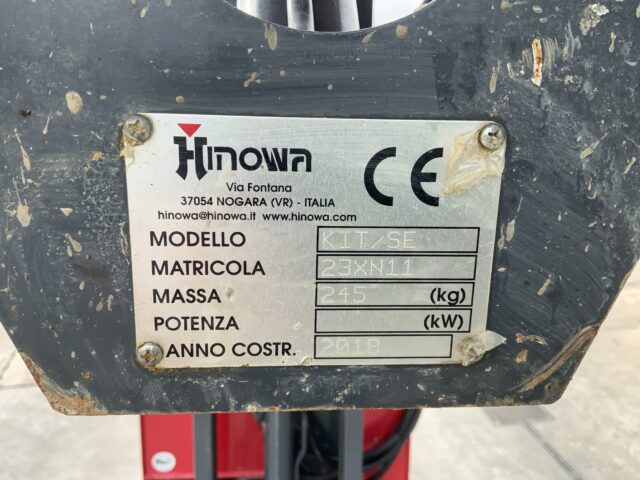 HINOWA
CE
Via Fontana
37054 NOGARA (VR) - ITALIA
hinowa@hinowa.it www.hinowa.com
MODELLO KIT/SE
MATRICOLA 23XN11
MASSA 245 (kg)
POTENZA (kW)
ANNO COSTR. 2018